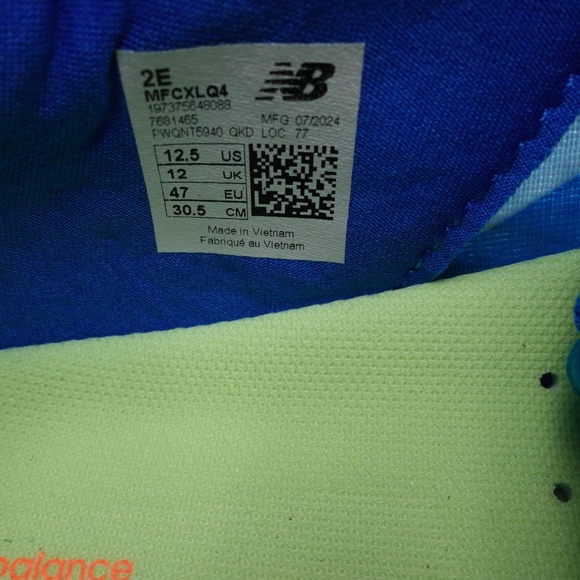 2E
MFCXLQ4
197375648088
7681465 MFG 07/2024
PWQNT5940 QKD LOC 77
12.5 US
12 UK
47 EU
30.5 CM
Made in Vietnam
Fabriqué au Vietnam
NB
balance